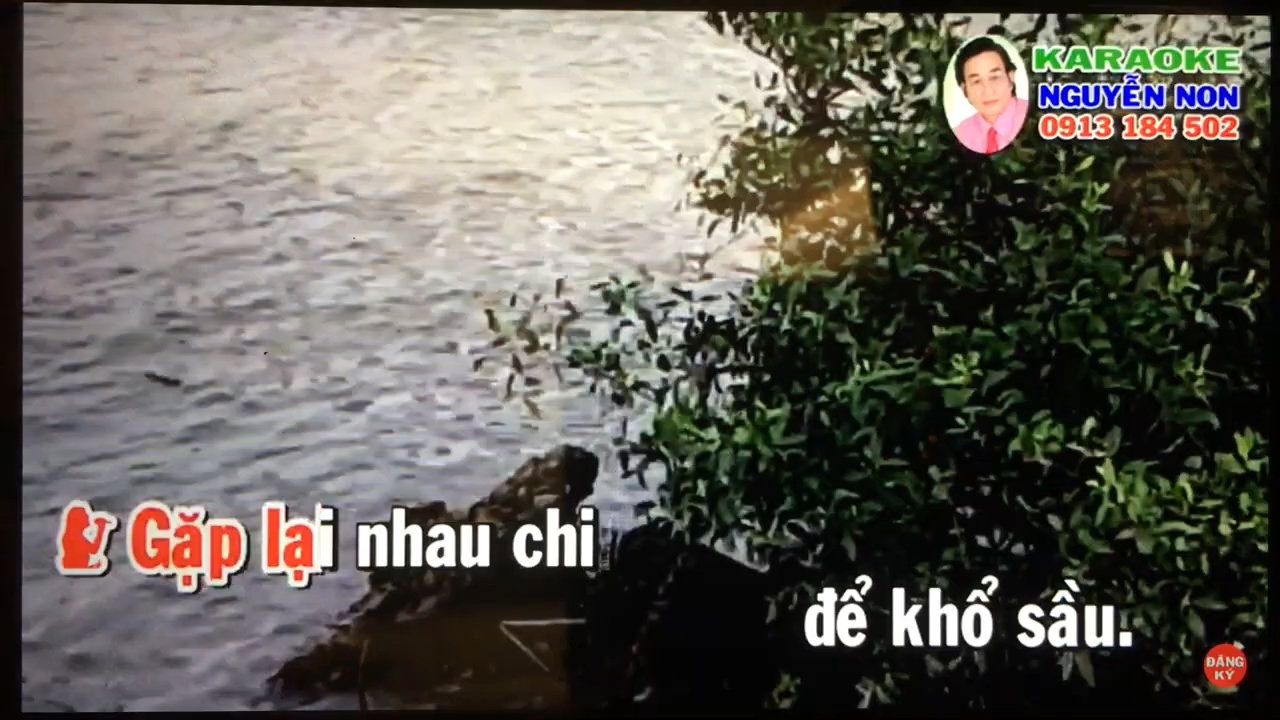 KARAOKE
NGUYỄN NON
0913 184 502
Gặp lại nhau chi
để khổ sầu.
ĐĂNG
KÝ